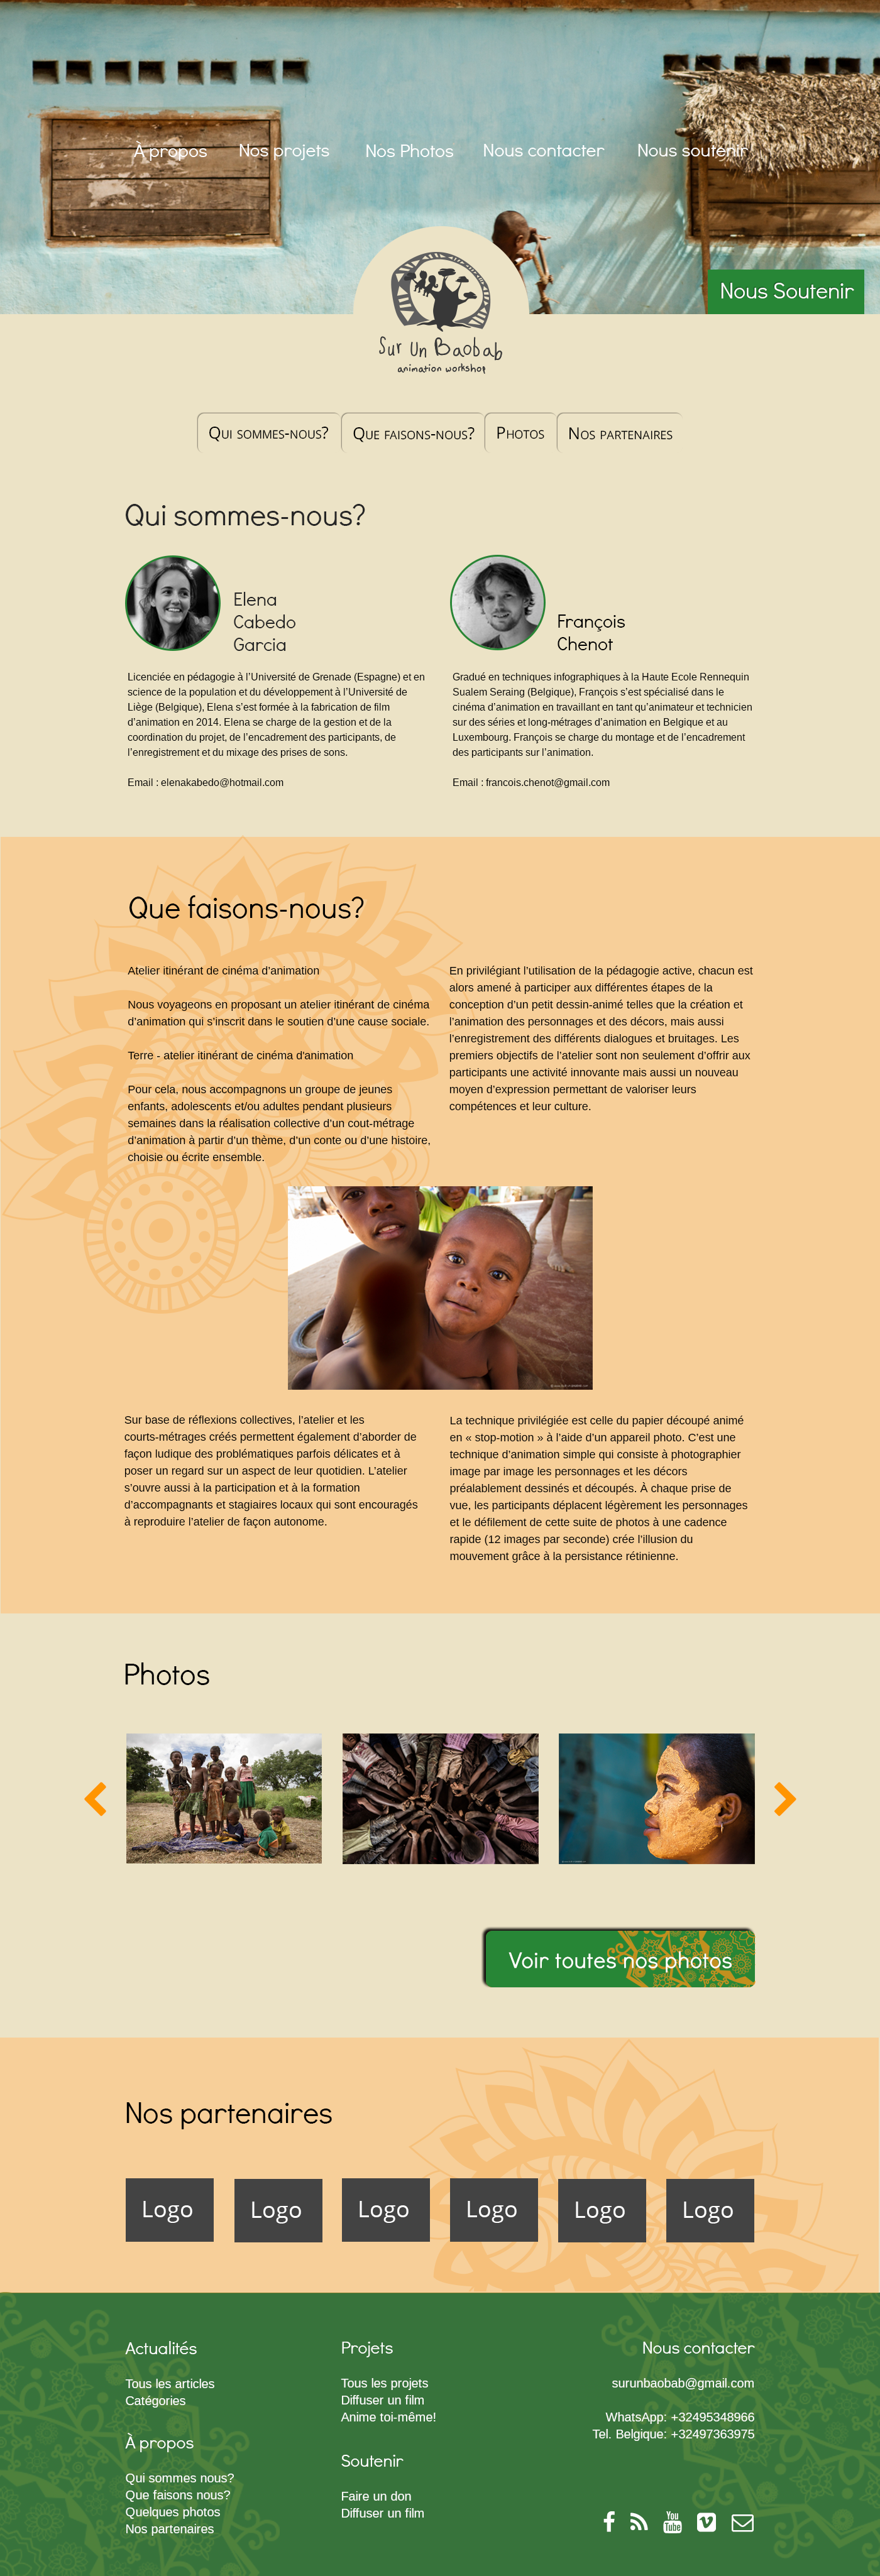 À propos
Nos projets
Nos Photos
Nous contacter
Nous soutenir
Nous Soutenir
Sur Un Baobab
animation workshop
Qui sommes-nous?
Que faisons-nous?
Photos
Nos partenaires
Qui sommes-nous?
Elena
Cabedo
Garcia
Licenciée en pédagogie à l’Université de Grenade (Espagne) et en
science de la population et du développement à l’Université de
Liège (Belgique), Elena s’est formée à la fabrication de film
d’animation en 2014. Elena se charge de la gestion et de la
coordination du projet, de l’encadrement des participants, de
l’enregistrement et du mixage des prises de sons.
Email : elenakabedo@hotmail.com
François
Chenot
Gradué en techniques infographiques à la Haute Ecole Rennequin
Sualem Seraing (Belgique), François s’est spécialisé dans le
cinéma d’animation en travaillant en tant qu’animateur et technicien
sur des séries et long-métrages d’animation en Belgique et au
Luxembourg. François se charge du montage et de l’encadrement
des participants sur l’animation.
Email : francois.chenot@gmail.com
Que faisons-nous?
Atelier itinérant de cinéma d’animation
Nous voyageons en proposant un atelier itinérant de cinéma
d’animation qui s’inscrit dans le soutien d’une cause sociale.
Terre - atelier itinérant de cinéma d'animation
Pour cela, nous accompagnons un groupe de jeunes
enfants, adolescents et/ou adultes pendant plusieurs
semaines dans la réalisation collective d’un cout-métrage
d’animation à partir d’un thème, d’un conte ou d’une histoire,
choisie ou écrite ensemble.
En privilégiant l’utilisation de la pédagogie active, chacun est
alors amené à participer aux différentes étapes de la
conception d’un petit dessin-animé telles que la création et
l’animation des personnages et des décors, mais aussi
l’enregistrement des différents dialogues et bruitages. Les
premiers objectifs de l’atelier sont non seulement d’offrir aux
participants une activité innovante mais aussi un nouveau
moyen d’expression permettant de valoriser leurs
compétences et leur culture.
Sur base de réflexions collectives, l’atelier et les
courts-métrages créés permettent également d’aborder de
façon ludique des problématiques parfois délicates et à
poser un regard sur un aspect de leur quotidien. L’atelier
s’ouvre aussi à la participation et à la formation
d’accompagnants et stagiaires locaux qui sont encouragés
à reproduire l’atelier de façon autonome.
La technique privilégiée est celle du papier découpé animé
en « stop-motion » à l’aide d’un appareil photo. C’est une
technique d’animation simple qui consiste à photographier
image par image les personnages et les décors
préalablement dessinés et découpés. À chaque prise de
vue, les participants déplacent légèrement les personnages
et le défilement de cette suite de photos à une cadence
rapide (12 images par seconde) crée l’illusion du
mouvement grâce à la persistance rétinienne.
Photos
Voir toutes nos photos
Nos partenaires
Logo
Logo
Logo
Logo
Logo
Logo
Actualités
Tous les articles
Catégories
À propos
Qui sommes nous?
Que faisons nous?
Quelques photos
Nos partenaires
Projets
Tous les projets
Diffuser un film
Anime toi-même!
Soutenir
Faire un don
Diffuser un film
Nous contacter
surunbaobab@gmail.com
WhatsApp: +32495348966
Tel. Belgique: +32497363975
You
Tube